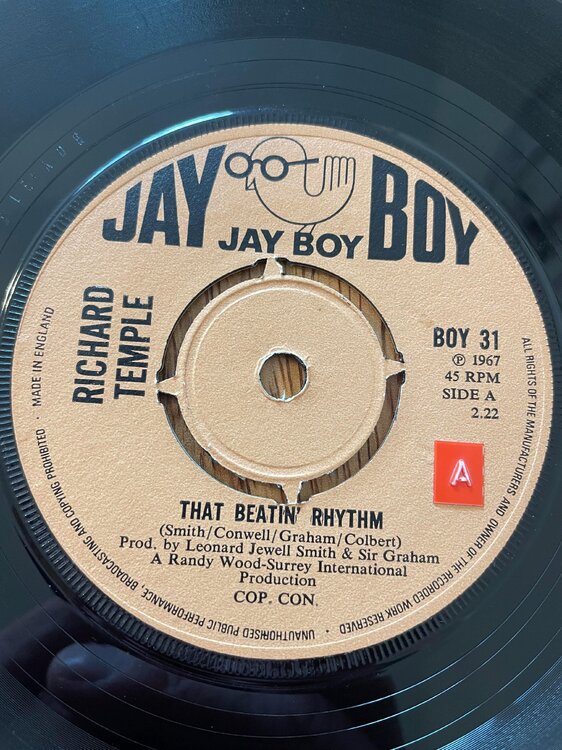 JAY BOY
JAY BOY
RICHARD
TEMPLE
BOY 31
℗ 1967
45 RPM
SIDE A
2.22
A
THAT BEATIN' RHYTHM
(Smith/Conwell/Graham/Colbert)
Prod. by Leonard Jewell Smith & Sir Graham
A Randy Wood-Surrey International
Production
COP. CON.
ALL RIGHTS OF THE MANUFACTURERS AND OWNER OF THE RECORDED WORK RESERVED · UNAUTHORISED PUBLIC PERFORMANCE, BROADCASTING AND COPYING PROHIBITED · MADE IN ENGLAND